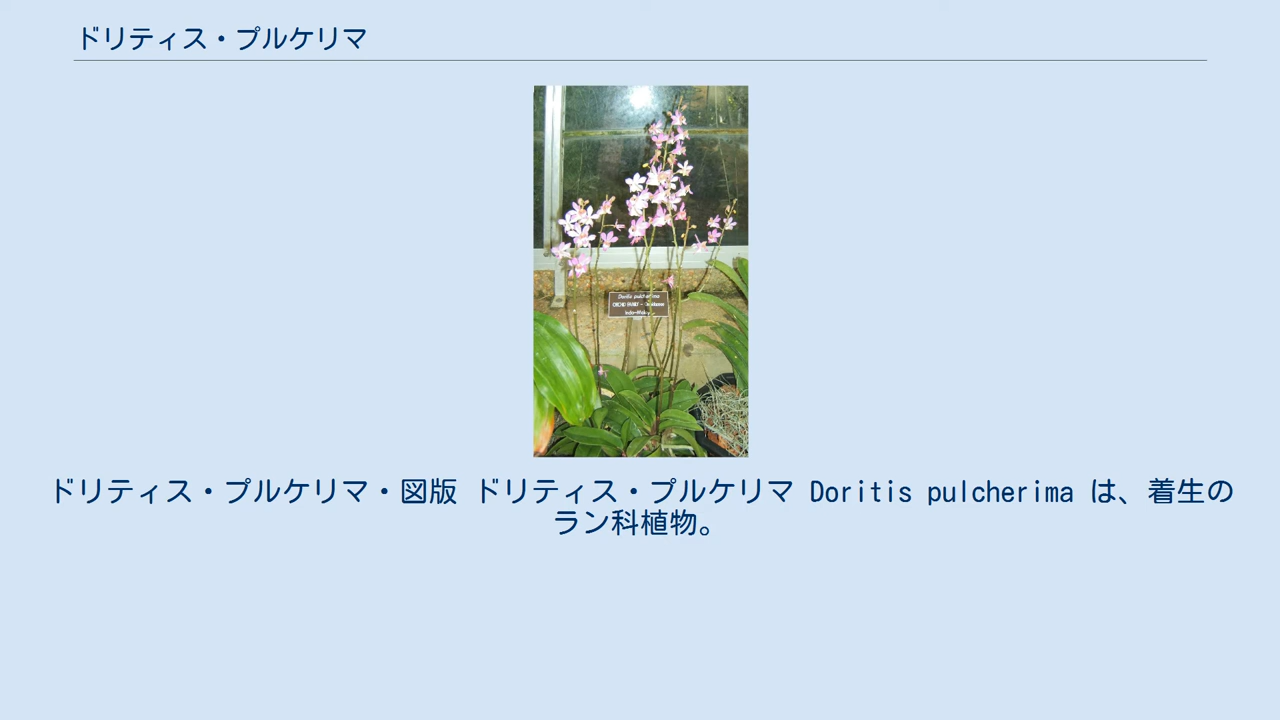 ドリティス・プルケリマ
Doritis pulcherima
ORCHID FAMILY -
ドリティス・プルケリマ・図版 ドリティス・プルケリマ Doritis pulcherima は、着生の
ラン科植物。